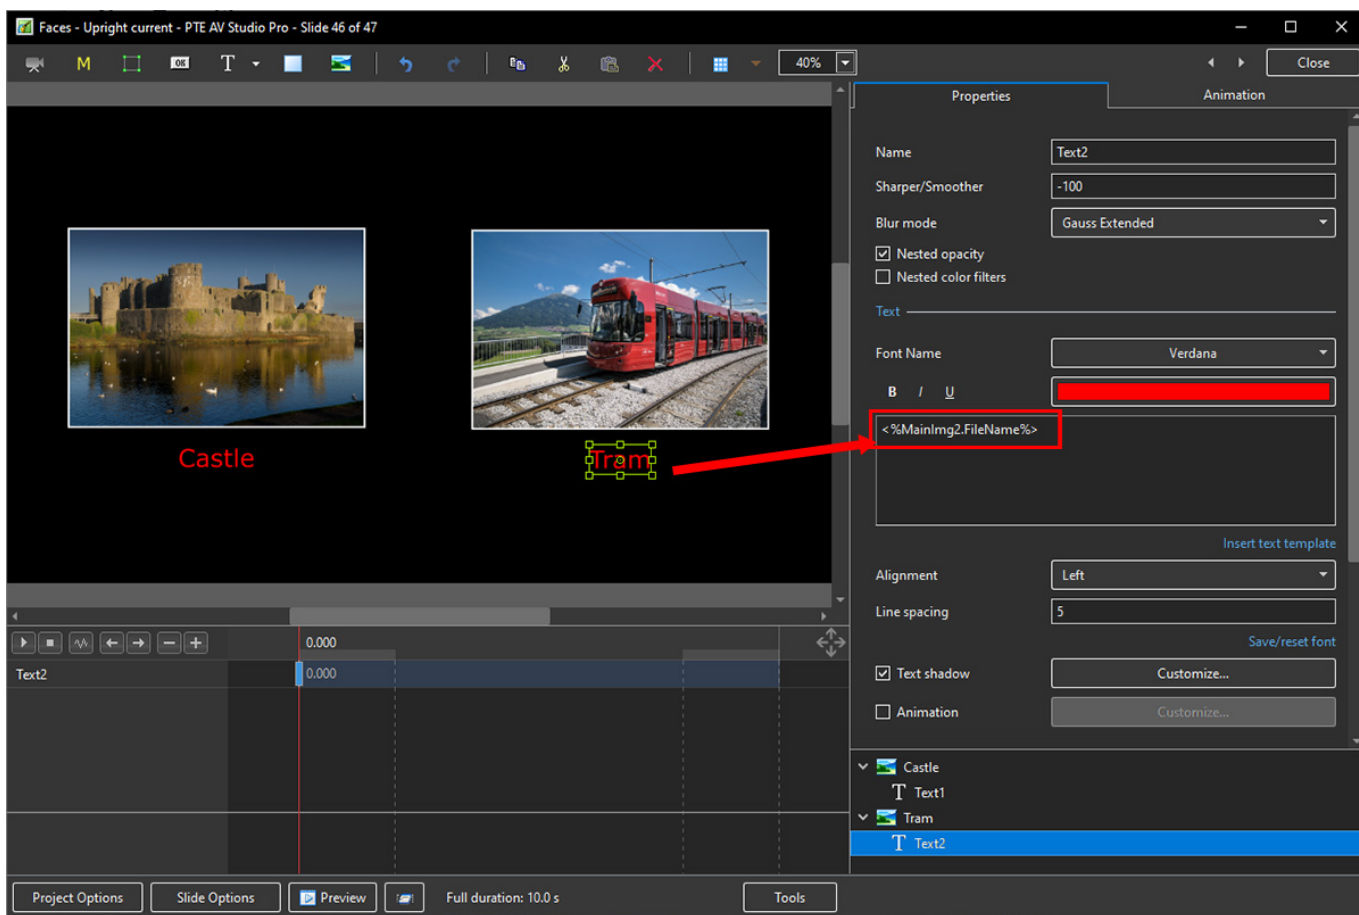 Faces - Upright current - PTE AV Studio Pro - Slide 46 of 47
M OK T 40% Close
Properties Animation
Name Text2
Sharper/Smoother -100
Blur mode Gauss Extended
Nested opacity
Nested color filters
Text
Font Name Verdana
B I U
<%MainImg2.FileName%>
Castle Tram
Insert text template
Alignment Left
Line spacing 5
Save/reset font
Text shadow Customize...
Animation Customize...
0.000
Text2 0.000
Castle
T Text1
Tram
T Text2
Project Options Slide Options Preview Full duration: 10.0 s Tools